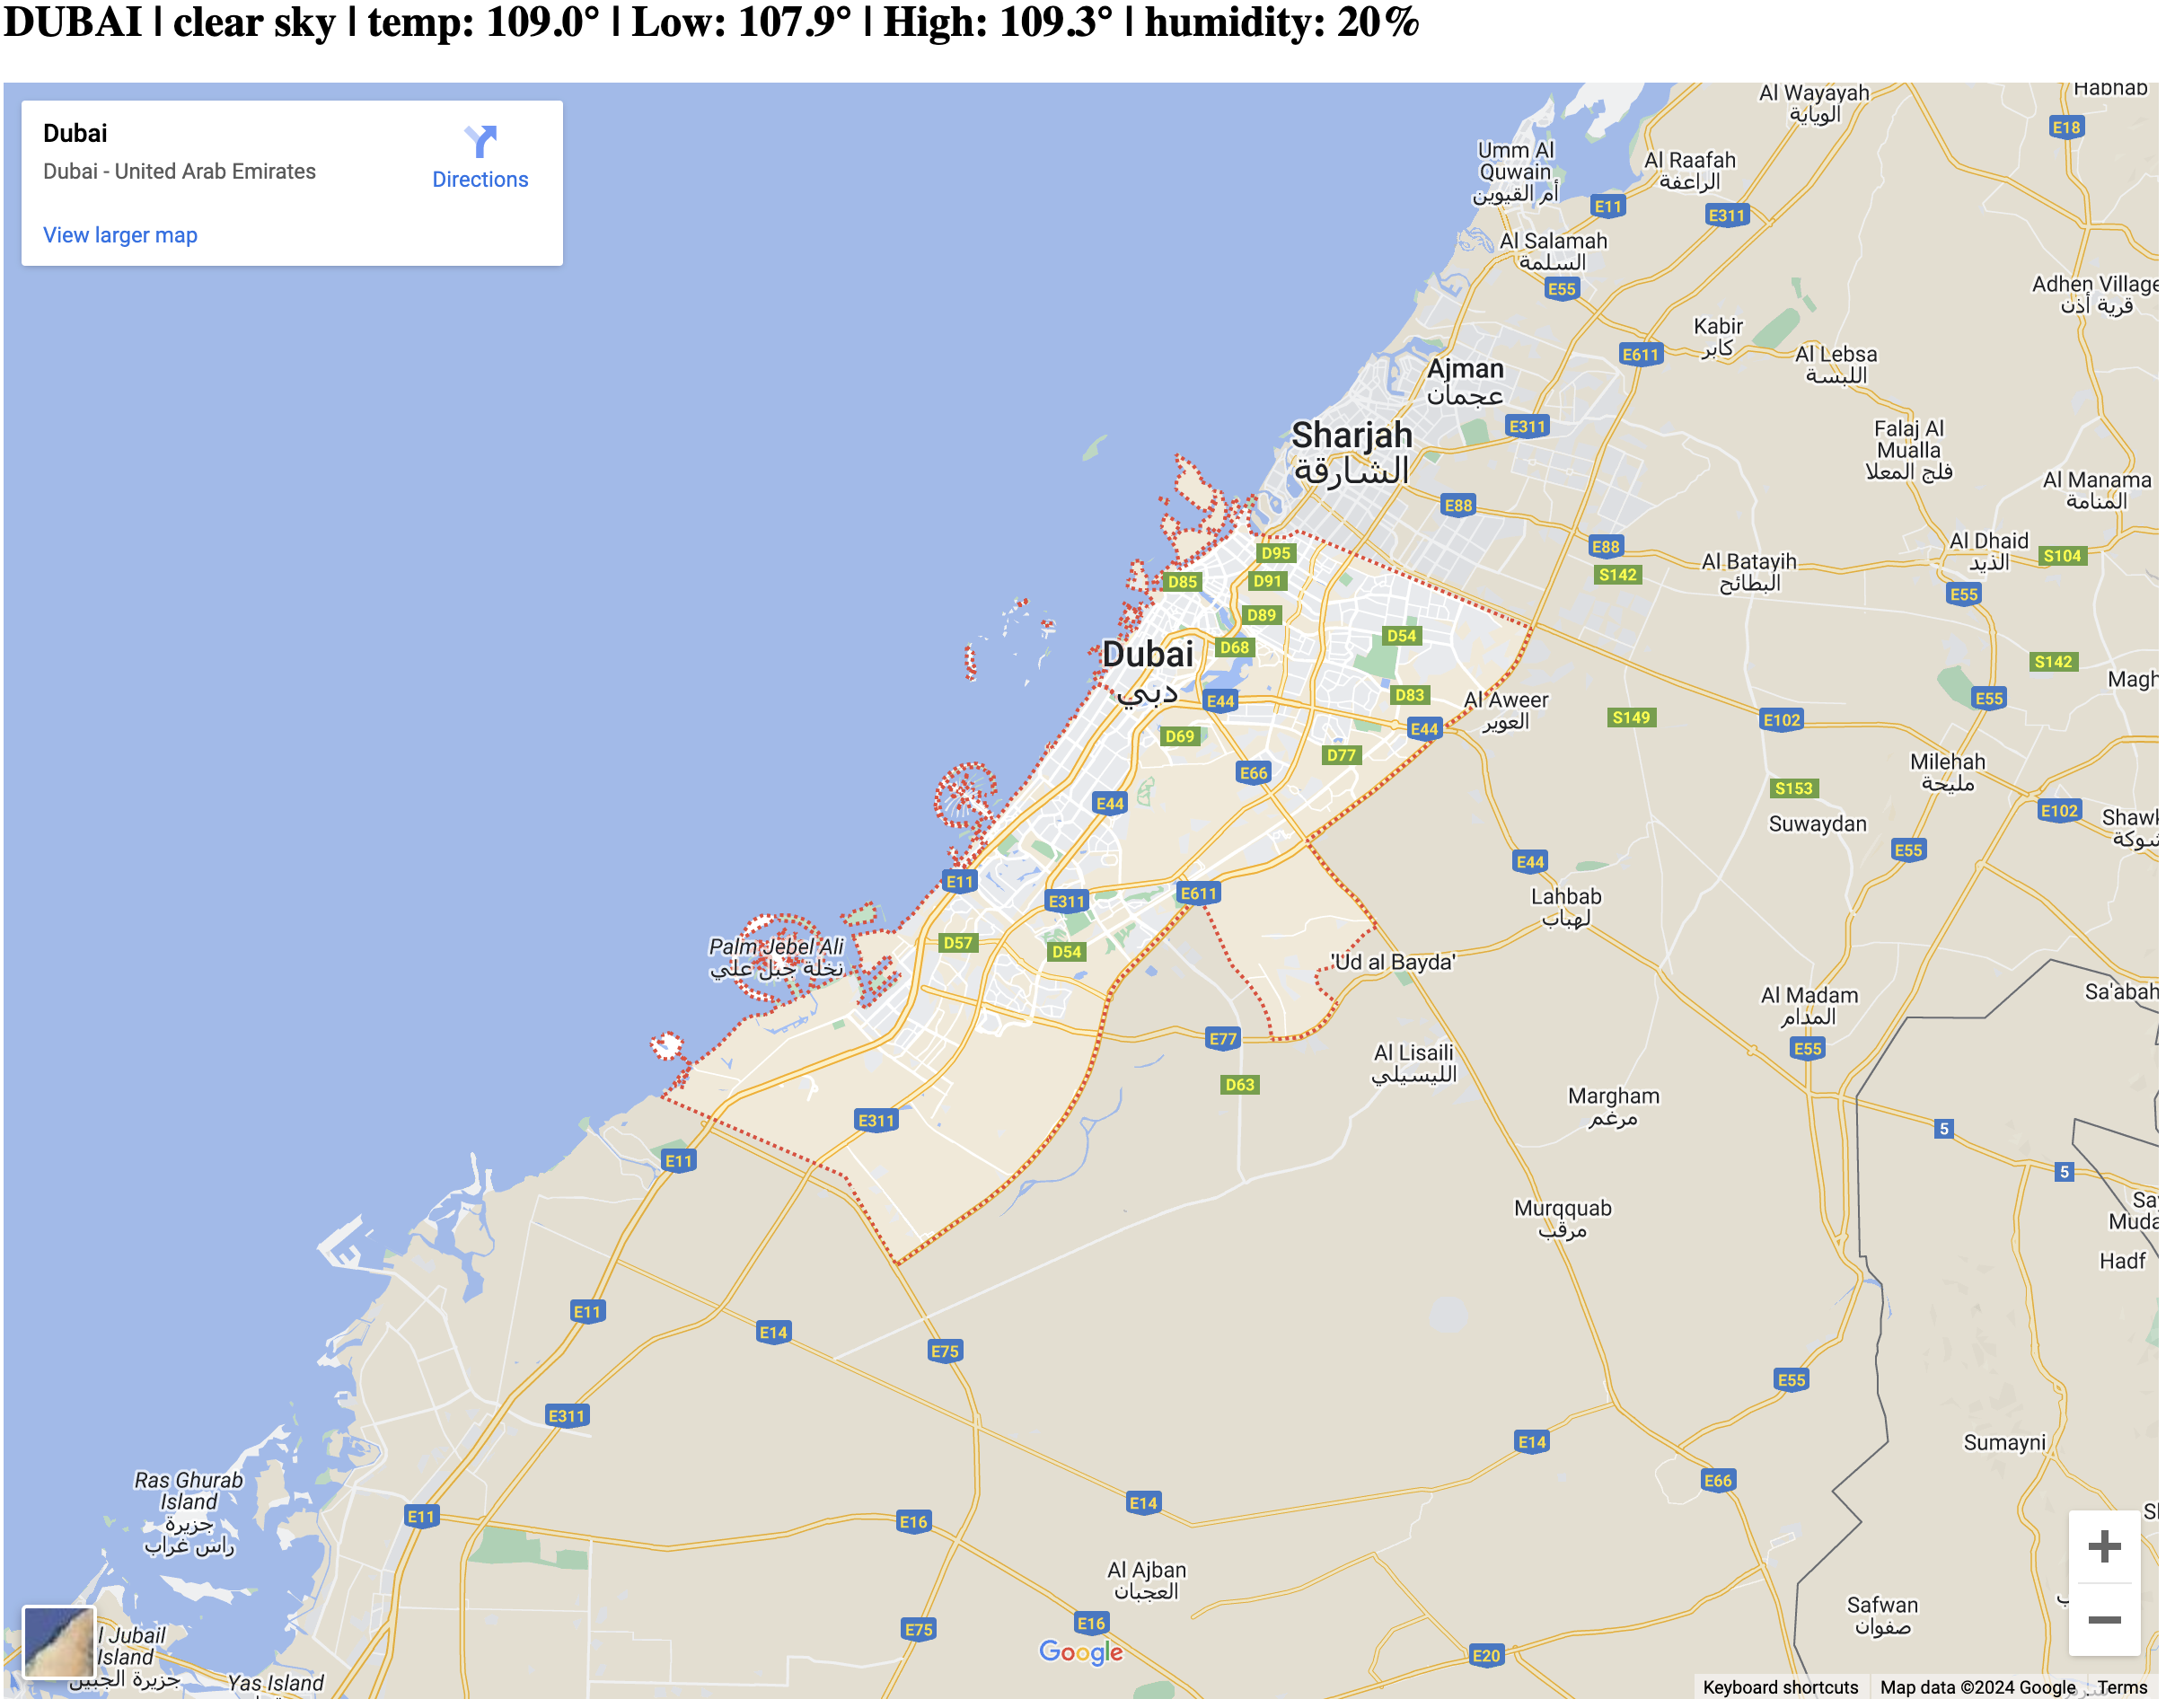 DUBAI | clear sky | temp: 109.0° | Low: 107.9° | High: 109.3° | humidity: 20%
Dubai
Dubai - United Arab Emirates
Directions
View larger map
Habhab
Al Wayayah
الوياية
E18
Umm Al
Quwain
أم القيوين
Al Raafah
الراعفة
E11
E311
Al Salamah
السلمة
E55
Adhen Village
قرية أذن
Kabir
كابر
E611
Al Lebsa
اللبسة
Ajman
عجمان
E311
Sharjah
الشارقة
Falaj Al
Mualla
فلج المعلا
Al Manama
المنامة
E88
E88
Al Dhaid
الذيد
S104
D95
D85
D91
S142
Al Batayih
البطائح
E55
D89
D54
D68
S142
Dubai
دبي
Magh
E44
D83
Al Aweer
العوير
E55
S149
E102
D69
E44
D77
E66
Milehah
مليحة
S153
E44
E102
Suwaydan
Shawk
شوكة
E55
E44
E11
E311
E611
Lahbab
لهباب
Palm Jebel Ali
نخلة جبل علي
D57
D54
'Ud al Bayda'
Sa'abah
Al Madam
المدام
E77
E55
Al Lisaili
الليسيلي
D63
Margham
مرغم
E311
5
E11
5
Murqquab
مرقب
Say
Muda
Hadf
E11
E14
E75
E55
E311
E14
Sumayni
Ras Ghurab
Island
جزيرة
راس غراب
E66
E14
E11
E16
Al Ajban
العجبان
Safwan
صفوان
E16
E75
l Jubail
Island
جزيرة الجبيل
E20
Google
Yas Island
Keyboard shortcuts
Map data ©2024 Google
Terms